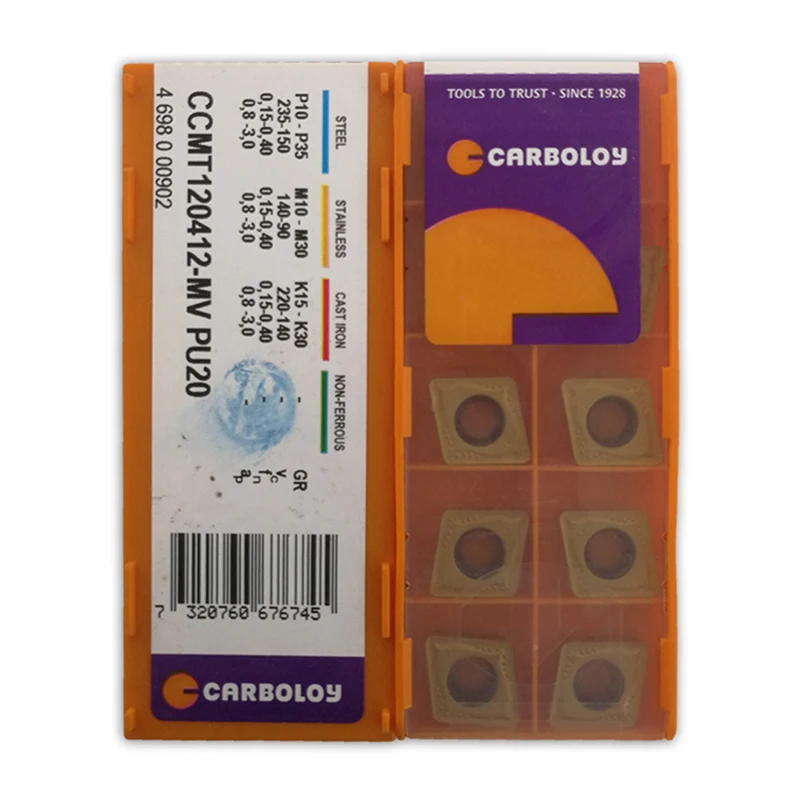 STEEL
STAINLESS
CAST IRON
NON-FERROUS
P10 - P35 M10 - M30 K15 - K30 - GR
235-150 140-90 220-140 - vc
0,15-0,40 0,15-0,40 0,15-0,40 - fn
0,8 -3,0 0,8 -3,0 0,8 -3,0 - ap
CCMT120412-MV PU20
4 698 0 00902
7 320760 676745
CARBOLOY
TOOLS TO TRUST · SINCE 1928
CARBOLOY